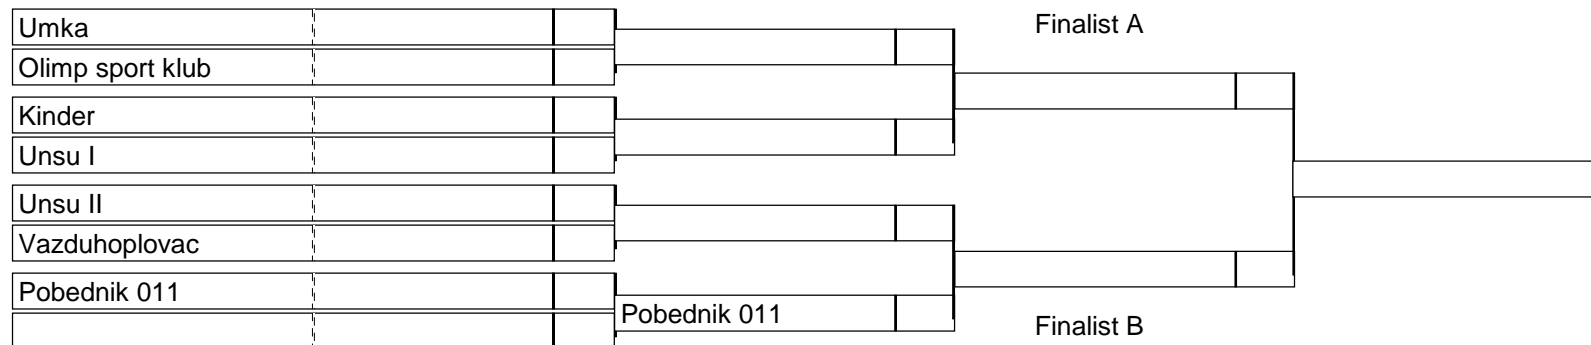 Umka
Finalist A
Olimp sport klub
Kinder
Unsu I
Unsu II
Vazduhoplovac
Pobednik 011
Pobednik 011
Finalist B